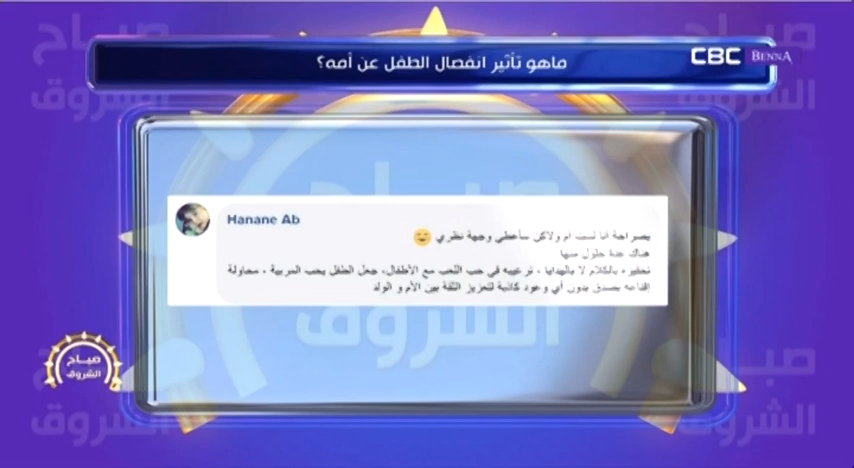 ماهو تأثير انفصال الطفل عن أمه؟
CBC BENNA
Hanane Ab
بصراحة انا لست ام ولاكن سأعطي وجهة نظري 😊
هناك عدة حلول منها
تحفيزه بالكلام لا بالهدايا ، ترغيبه في حب اللعب مع الأطفال، جعل الطفل يحب المربية ، محاولة
إقناعه بصدق بدون أي وعود كاذبة لتعزيز الثقة بين الأم و الولد
صباح
الشروق